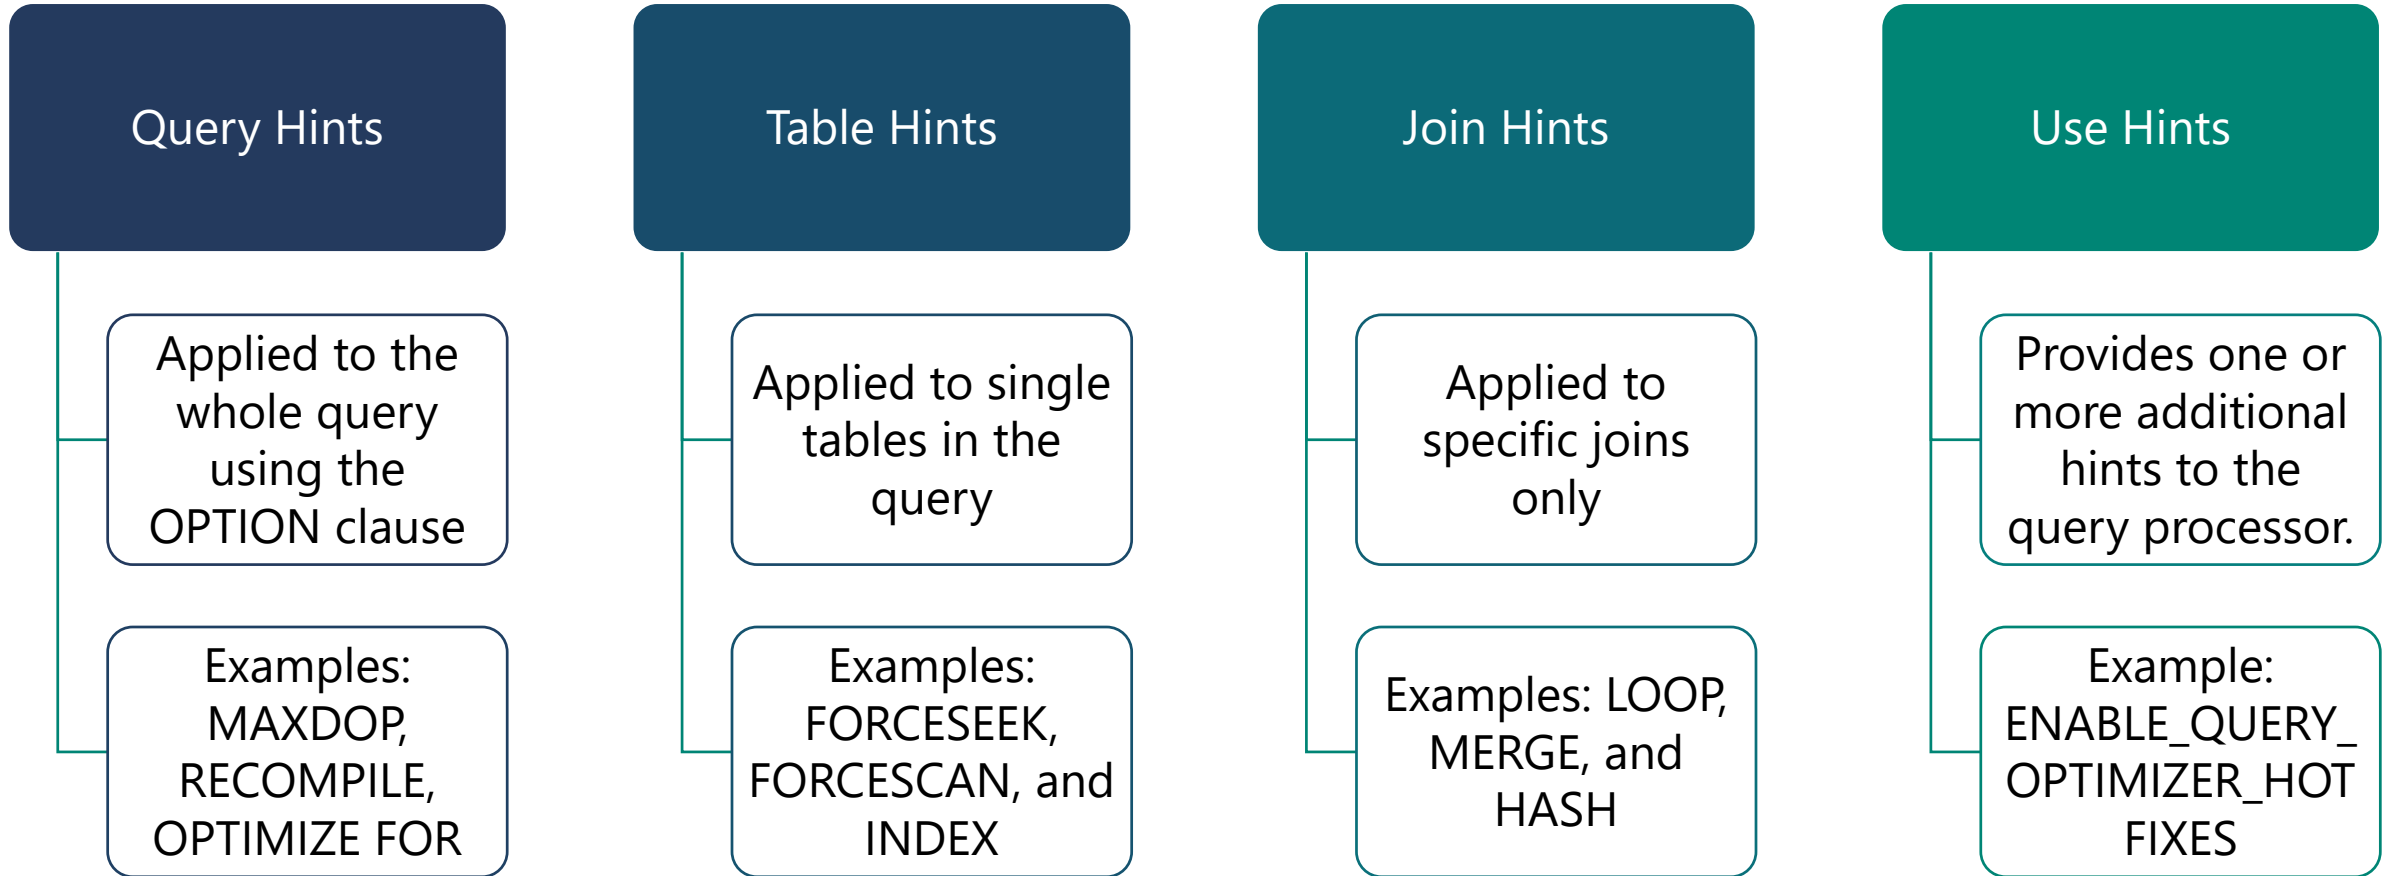 Query Hints
Applied to the
whole query
using the
OPTION clause
Examples:
MAXDOP,
RECOMPILE,
OPTIMIZE FOR
Table Hints
Applied to single
tables in the
query
Examples:
FORCESEEK,
FORCESCAN, and
INDEX
Join Hints
Applied to
specific joins
only
Examples: LOOP,
MERGE, and
HASH
Use Hints
Provides one or
more additional
hints to the
query processor.
Example:
ENABLE_QUERY_
OPTIMIZER_HOT
FIXES